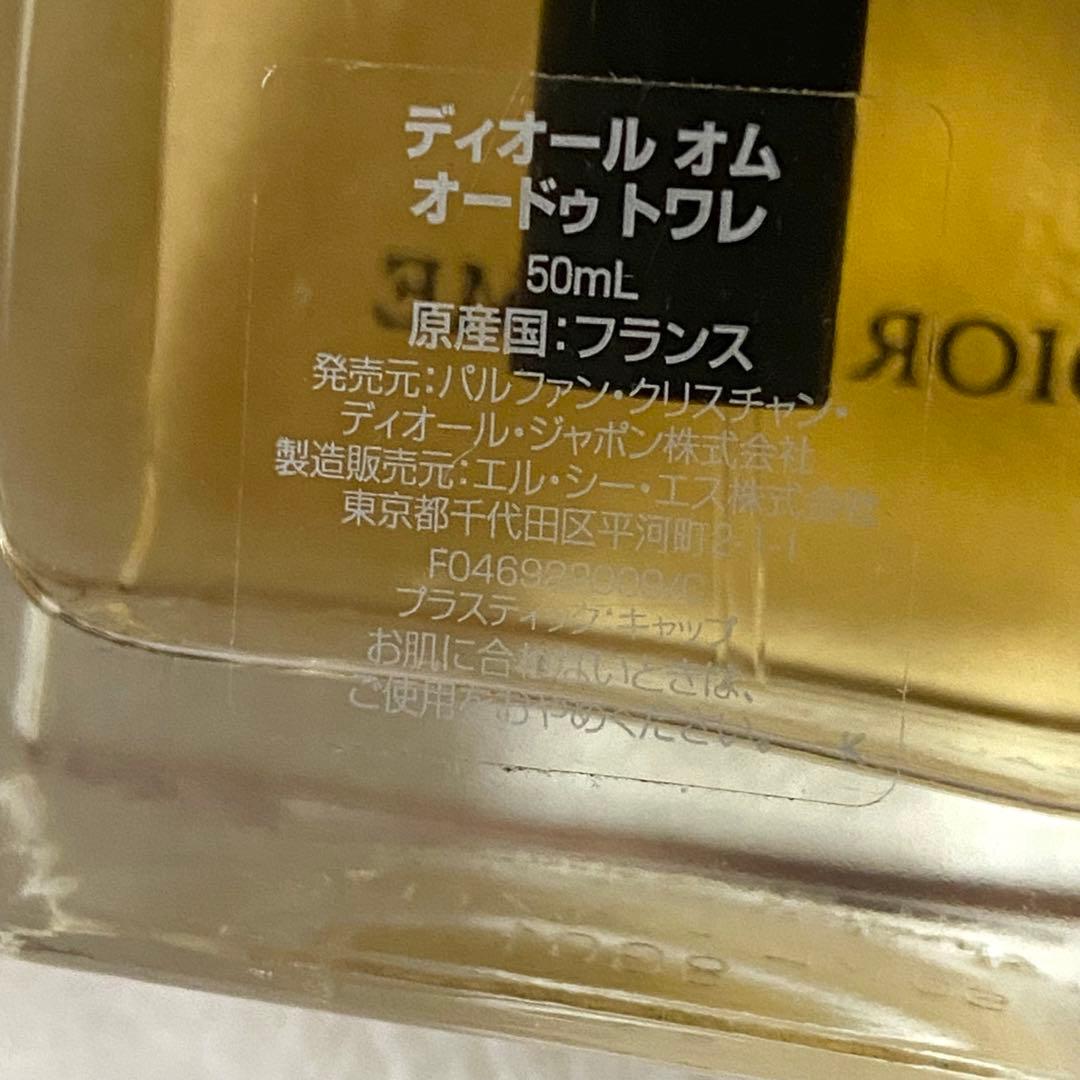 ディオール オム
オードゥ トワレ
50mL
原産国:フランス
発売元:パルファン・クリスチャン・
ディオール・ジャポン株式会社
製造販売元:エル・シー・エス株式会社
東京都千代田区平河町2-1-1
プラスティック・キャップ
お肌に合わないときは、
ご使用をおやめください。 K
DIOR